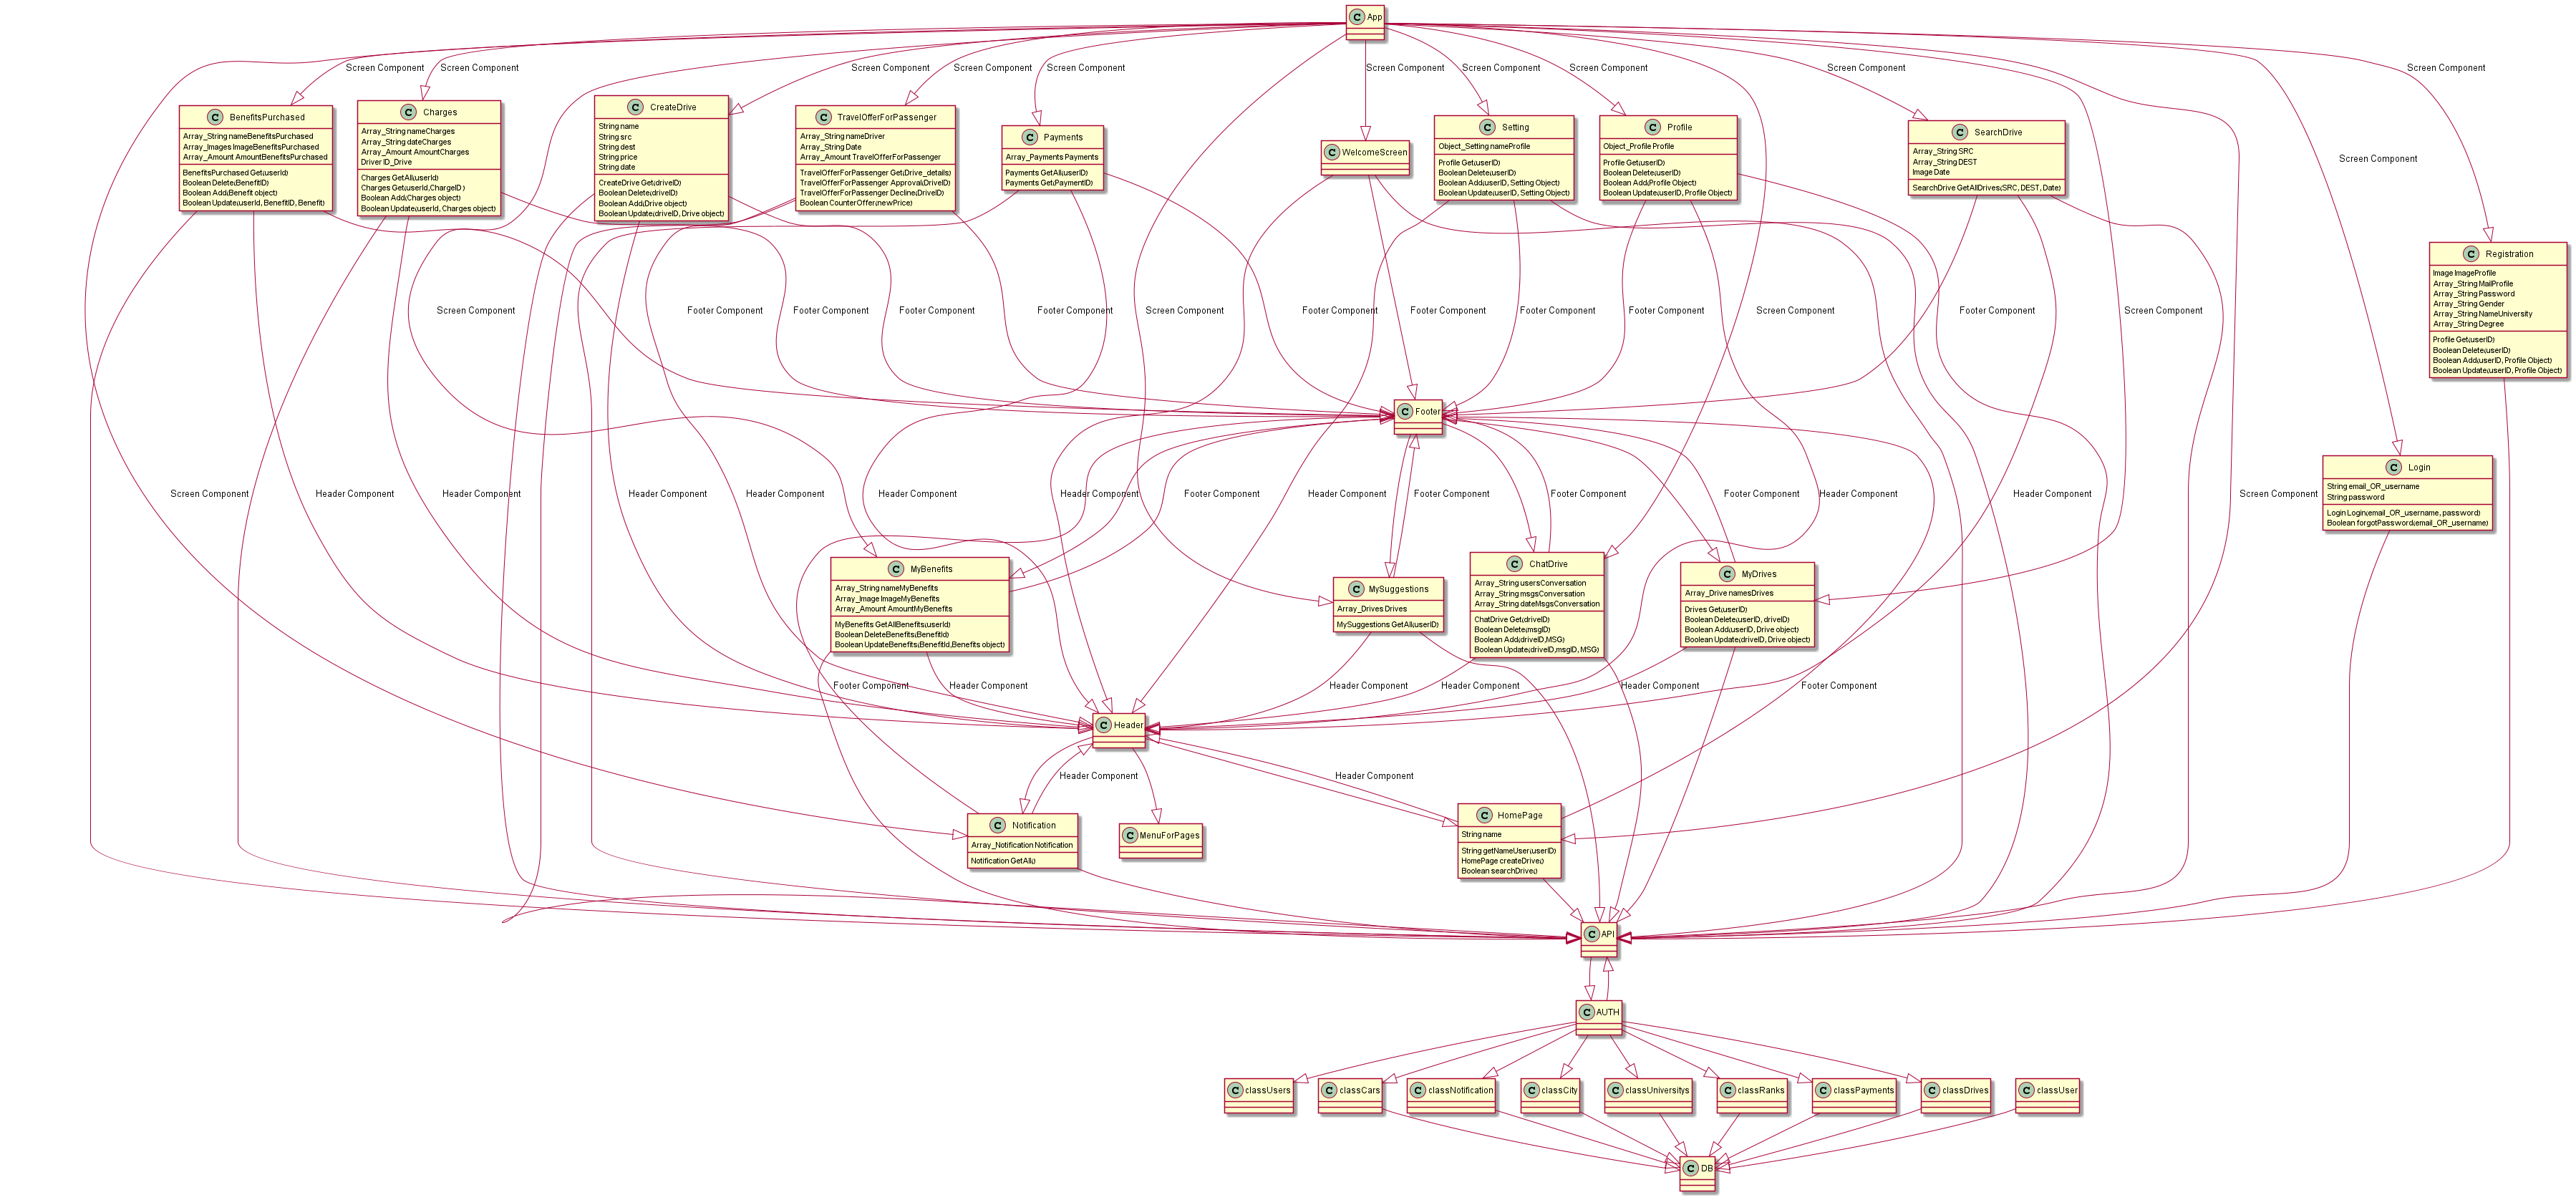 C App
Screen Component
Screen Component
Screen Component
Screen Component
Screen Component
Screen Component
Screen Component
Screen Component
Screen Component
Screen Component
C BenefitsPurchased
Array_String nameBenefitsPurchased
Array_Images ImageBenefitsPurchased
Array_Amount AmountBenefitsPurchased
BenefitsPurchased Get(userId)
Boolean Delete(BenefitID)
Boolean Add(Benefit object)
Boolean Update(userId, BenefitID, Benefit)
C Charges
Array_String nameCharges
Array_String dateCharges
Array_Amount AmountCharges
Driver ID_Drive
Charges GetAll(userId)
Charges Get(userId,ChargeID)
Boolean Add(Charges object)
Boolean Update(userId, Charges object)
C CreateDrive
String name
String src
String dest
String price
String date
CreateDrive Get(driveID)
Boolean Delete(driveID)
Boolean Add(Drive object)
Boolean Update(driveID, Drive object)
C TravelOfferForPassenger
Array_String nameDriver
Array_String Date
Array_Amount TravelOfferForPassenger
TravelOfferForPassenger Get(Drive_details)
TravelOfferForPassenger Approval(DriveID)
TravelOfferForPassenger Decline(DriveID)
Boolean CounterOffer(newPrice)
C Payments
Array_Payments Payments
Payments GetAll(userID)
Payments Get(PaymentID)
C WelcomeScreen
C Setting
Object_Setting nameProfile
Profile Get(userID)
Boolean Delete(userID)
Boolean Add(userID, Setting Object)
Boolean Update(userID, Setting Object)
C Profile
Object_Profile Profile
Profile Get(userID)
Boolean Delete(userID)
Boolean Add(Profile Object)
Boolean Update(userID, Profile Object)
C SearchDrive
Array_String SRC
Array_String DEST
Image Date
SearchDrive GetAllDrives(SRC, DEST, Date)
Screen Component
C Registration
Image ImageProfile
Array_String MailProfile
Array_String Password
Array_String Gender
Array_String NameUniversity
Array_String Degree
Profile Get(userID)
Boolean Delete(userID)
Boolean Add(userID, Profile Object)
Boolean Update(userID, Profile Object)
Screen Component
Footer Component
Footer Component
Footer Component
Footer Component
Screen Component
Footer Component
Footer Component
Footer Component
Footer Component
Screen Component
Footer Component
Screen Component
C Footer
C Login
String email_OR_username
String password
Login Login(email_OR_username, password)
Boolean forgotPassword(email_OR_username)
Screen Component
Header Component
Header Component
Header Component
Header Component
Header Component
Header Component
Footer Component
Header Component
Footer Component
Footer Component
Footer Component
Header Component
Header Component
Screen Component
C MyBenefits
Array_String nameMyBenefits
Array_Image ImageMyBenefits
Array_Amount AmountMyBenefits
MyBenefits GetAllBenefits(userId)
Boolean DeleteBenefits(BenefitId)
Boolean UpdateBenefits(BenefitId,Benefits object)
C MySuggestions
Array_Drives Drives
MySuggestions GetAll(userID)
C ChatDrive
Array_String usersConversation
Array_String msgsConversation
Array_String dateMsgsConversation
ChatDrive Get(driveID)
Boolean Delete(msgID)
Boolean Add(driveID,MSG)
Boolean Update(driveID,msgID, MSG)
C MyDrives
Array_Drive namesDrives
Drives Get(userID)
Boolean Delete(userID, driveID)
Boolean Add(userID, Drive object)
Boolean Update(driveID, Drive object)
Footer Component
Header Component
Header Component
Header Component
Header Component
Footer Component
C Header
Header Component
Header Component
C Notification
Array_Notification Notification
Notification GetAll()
C MenuForPages
C HomePage
String name
String getNameUser(userID)
HomePage createDrive()
Boolean searchDrive()
C API
C AUTH
C classUsers
C classCars
C classNotification
C classCity
C classUniversitys
C classRanks
C classPayments
C classDrives
C classUser
C DB